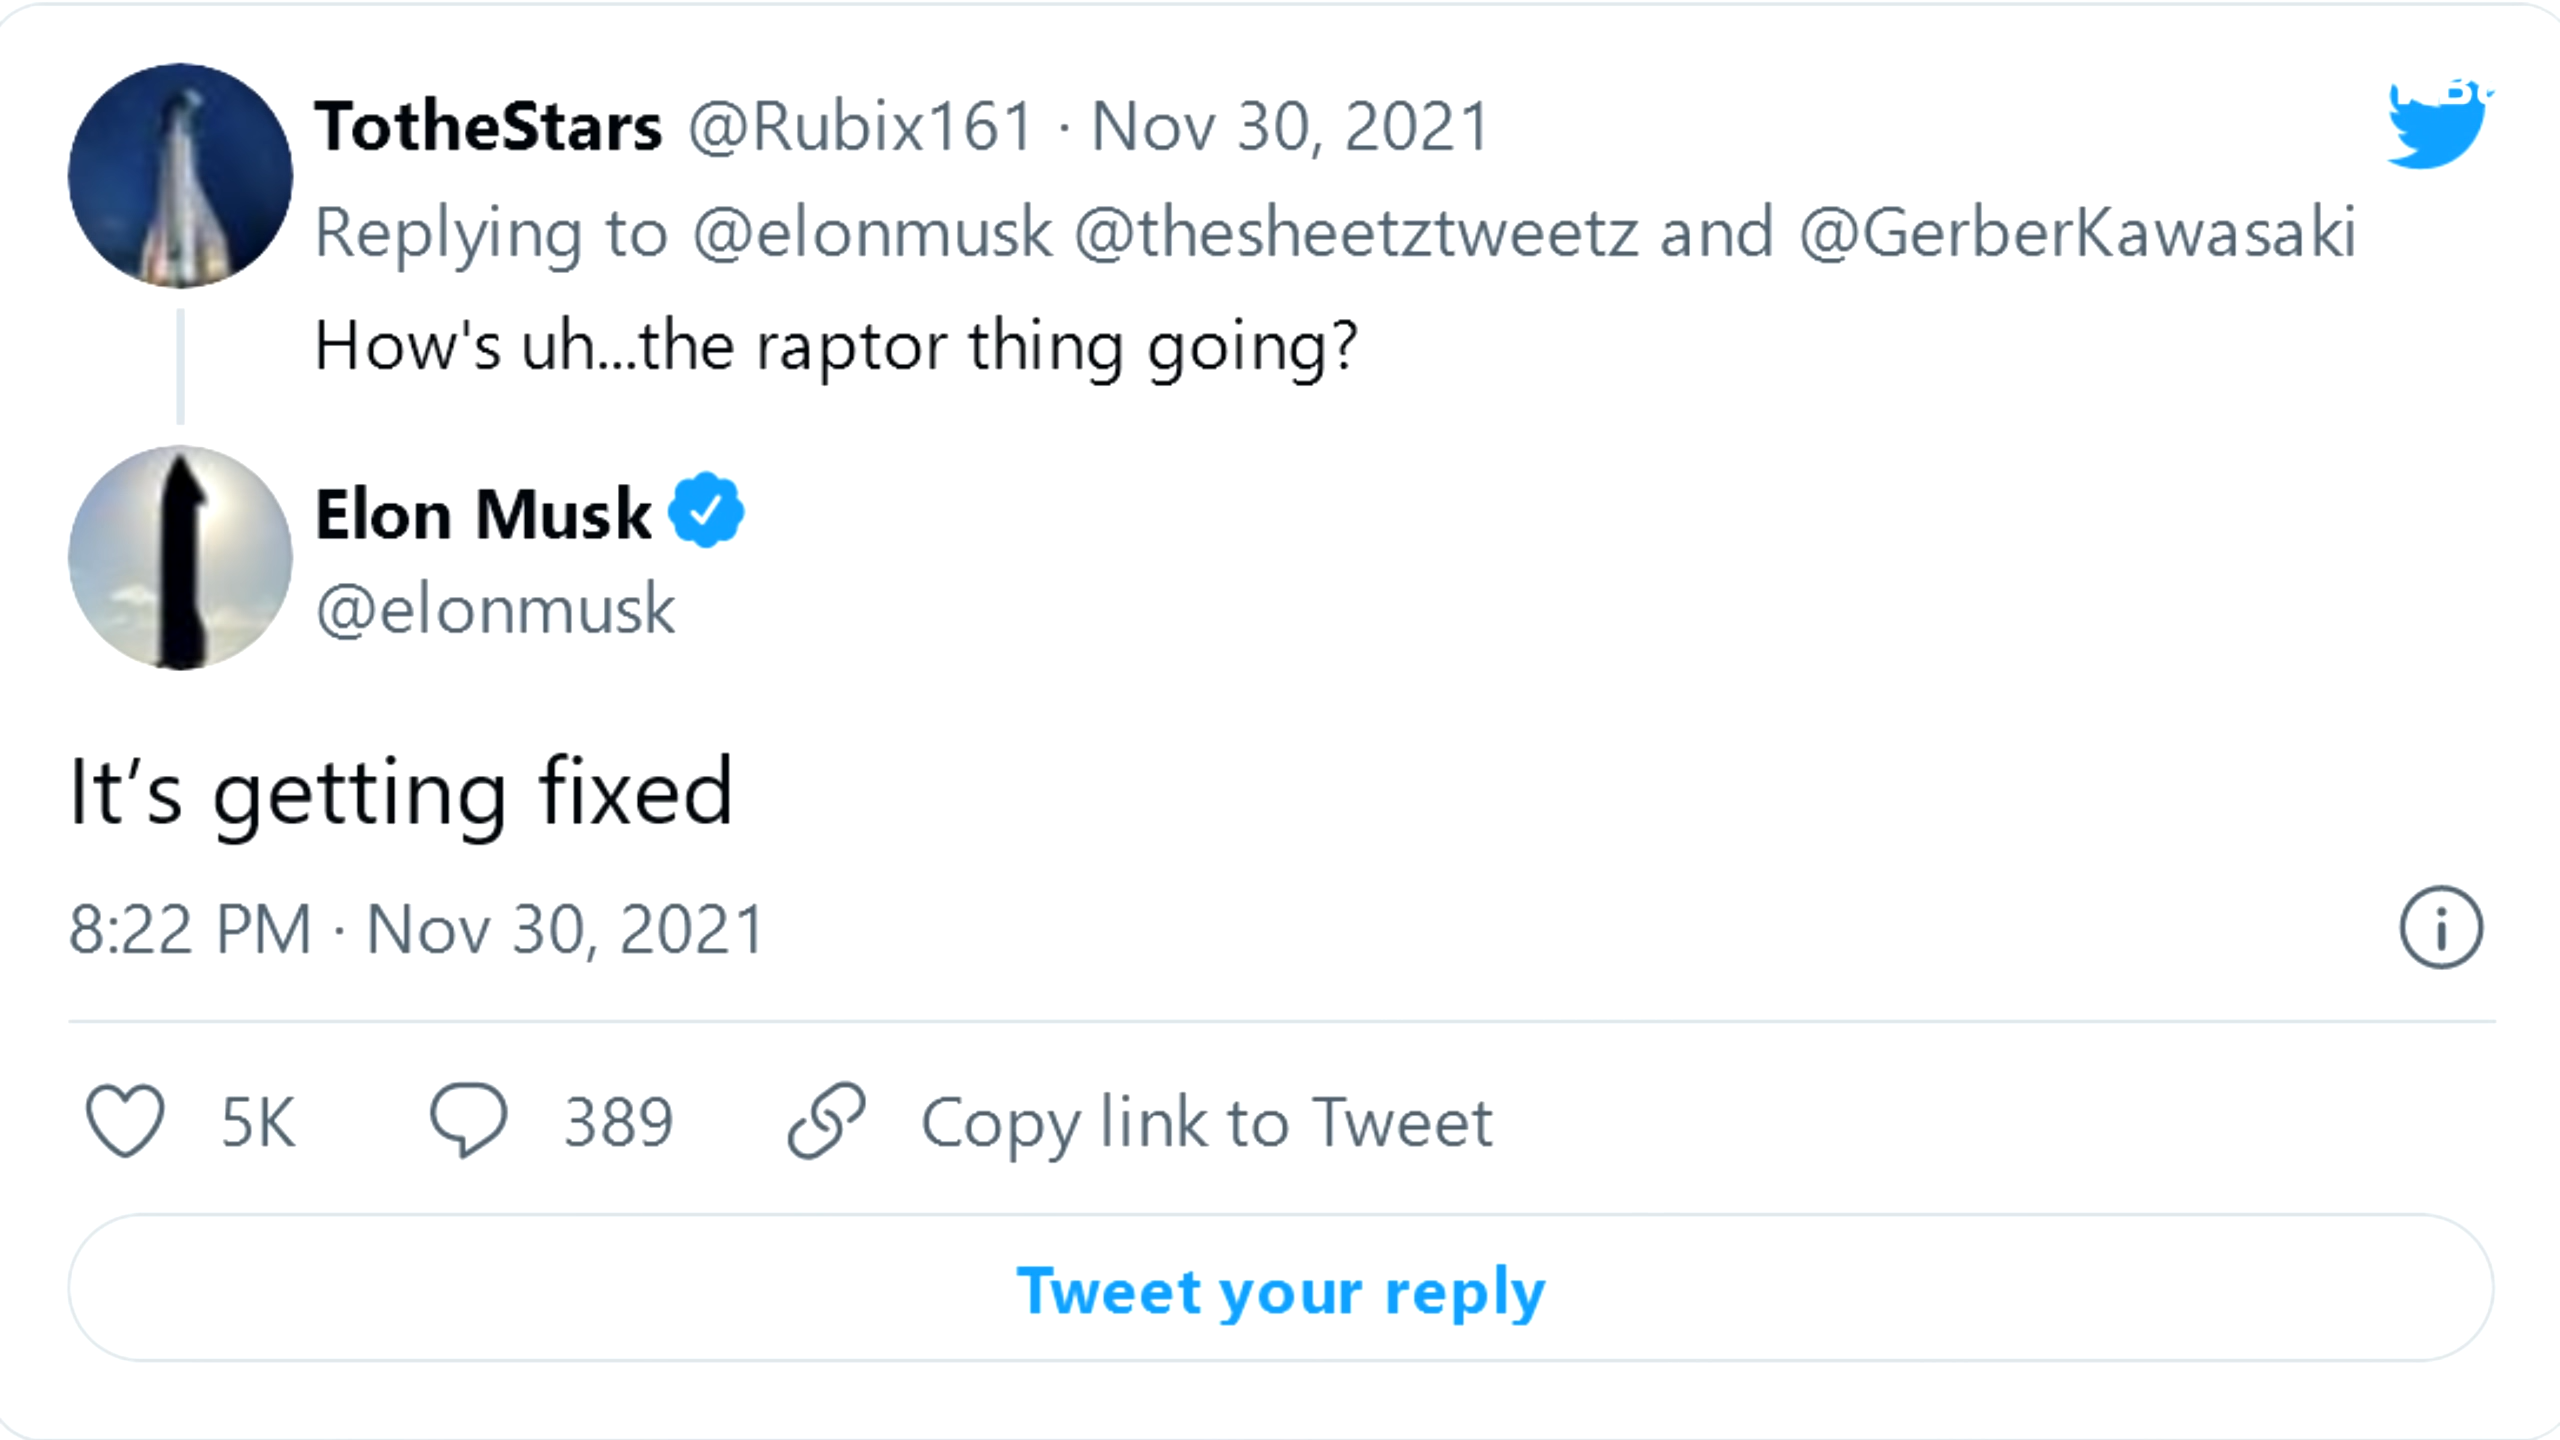 TotheStars @Rubix161 · Nov 30, 2021
Replying to @elonmusk @thesheetztweetz and @GerberKawasaki
How's uh...the raptor thing going?
Elon Musk
@elonmusk
It’s getting fixed
8:22 PM · Nov 30, 2021
5K 389 Copy link to Tweet
Tweet your reply